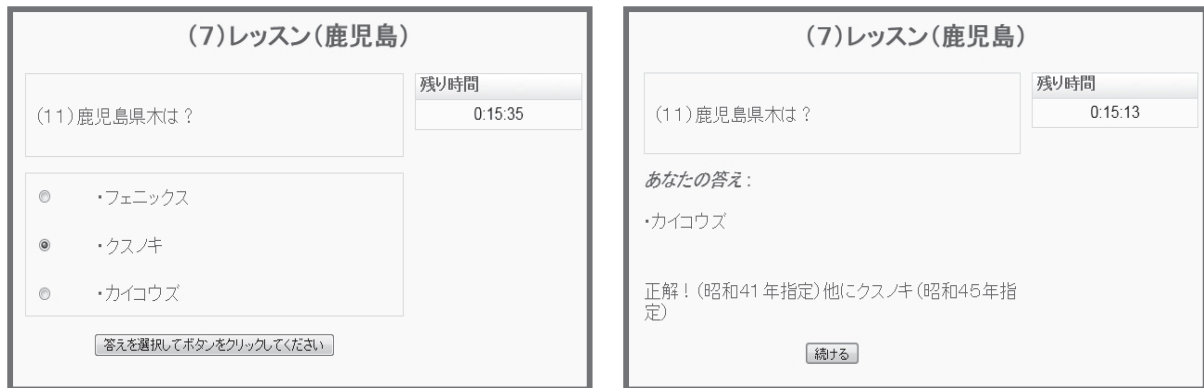 (7)レッスン(鹿児島)
(11)鹿児島県木は？
残り時間
0:15:35
・フェニックス
・クスノキ
・カイコウズ
答えを選択してボタンをクリックしてください
(7)レッスン(鹿児島)
(11)鹿児島県木は？
残り時間
0:15:13
あなたの答え:
・カイコウズ
正解！(昭和41年指定)他にクスノキ(昭和45年指
定)
続ける